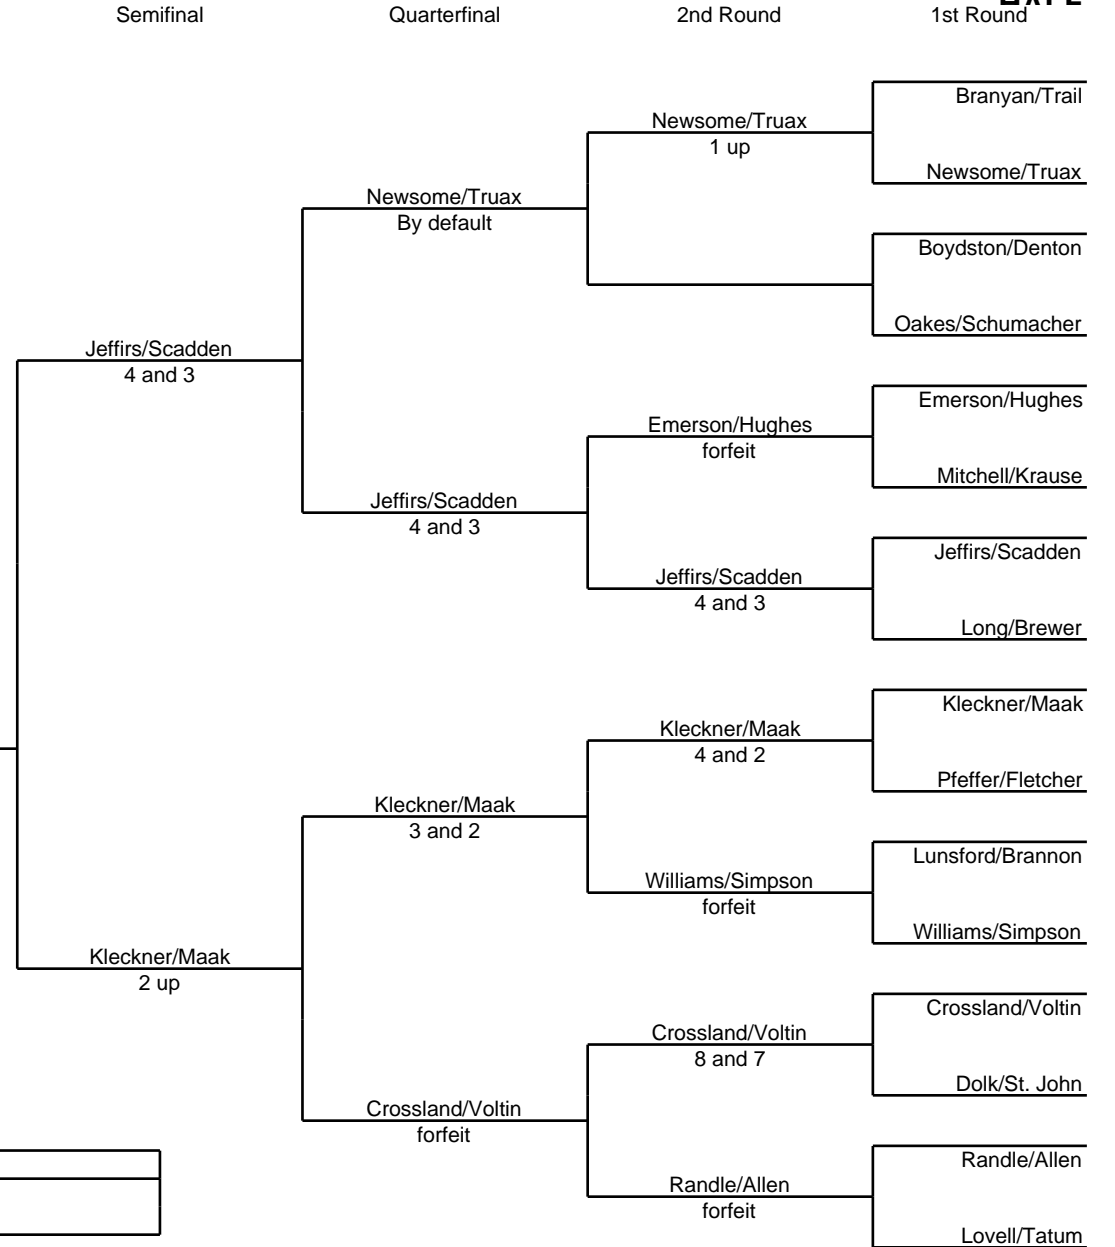 Semifinal
Quarterfinal
2nd Round
1st Round
Branyan/Trail
Newsome/Truax
1 up
Newsome/Truax
Newsome/Truax
By default
Boydston/Denton
Oakes/Schumacher
Jeffirs/Scadden
4 and 3
Emerson/Hughes
Emerson/Hughes
forfeit
Mitchell/Krause
Jeffirs/Scadden
4 and 3
Jeffirs/Scadden
Jeffirs/Scadden
4 and 3
Long/Brewer
Kleckner/Maak
Kleckner/Maak
4 and 2
Pfeffer/Fletcher
Kleckner/Maak
3 and 2
Lunsford/Brannon
Williams/Simpson
forfeit
Williams/Simpson
Kleckner/Maak
2 up
Crossland/Voltin
Crossland/Voltin
8 and 7
Dolk/St. John
Crossland/Voltin
forfeit
Randle/Allen
Randle/Allen
forfeit
Lovell/Tatum